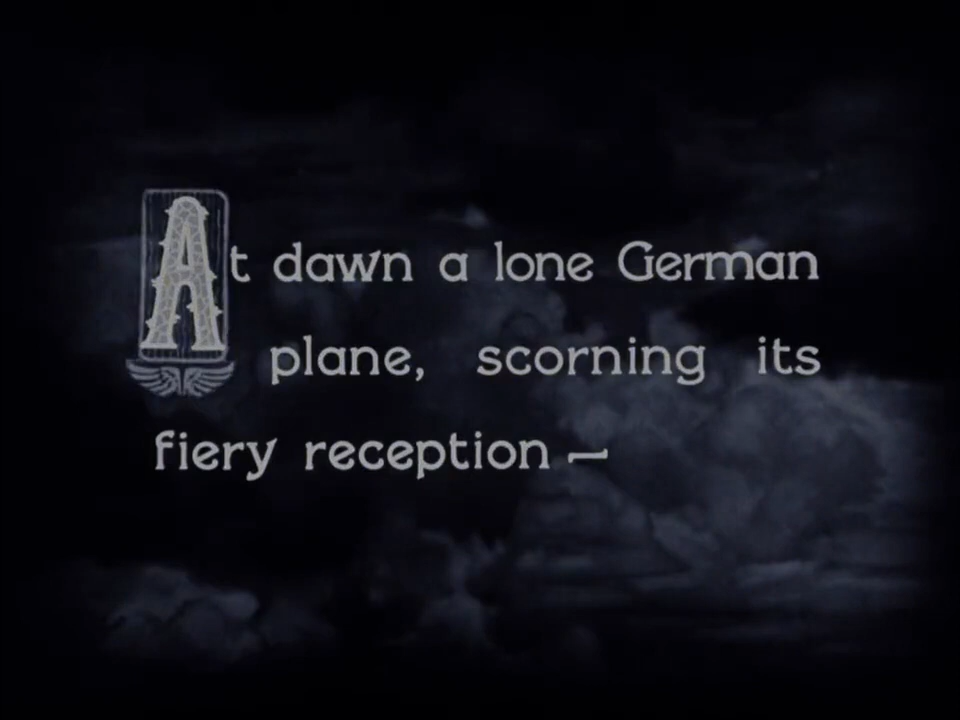 At dawn a lone German
plane, scorning its
fiery reception —